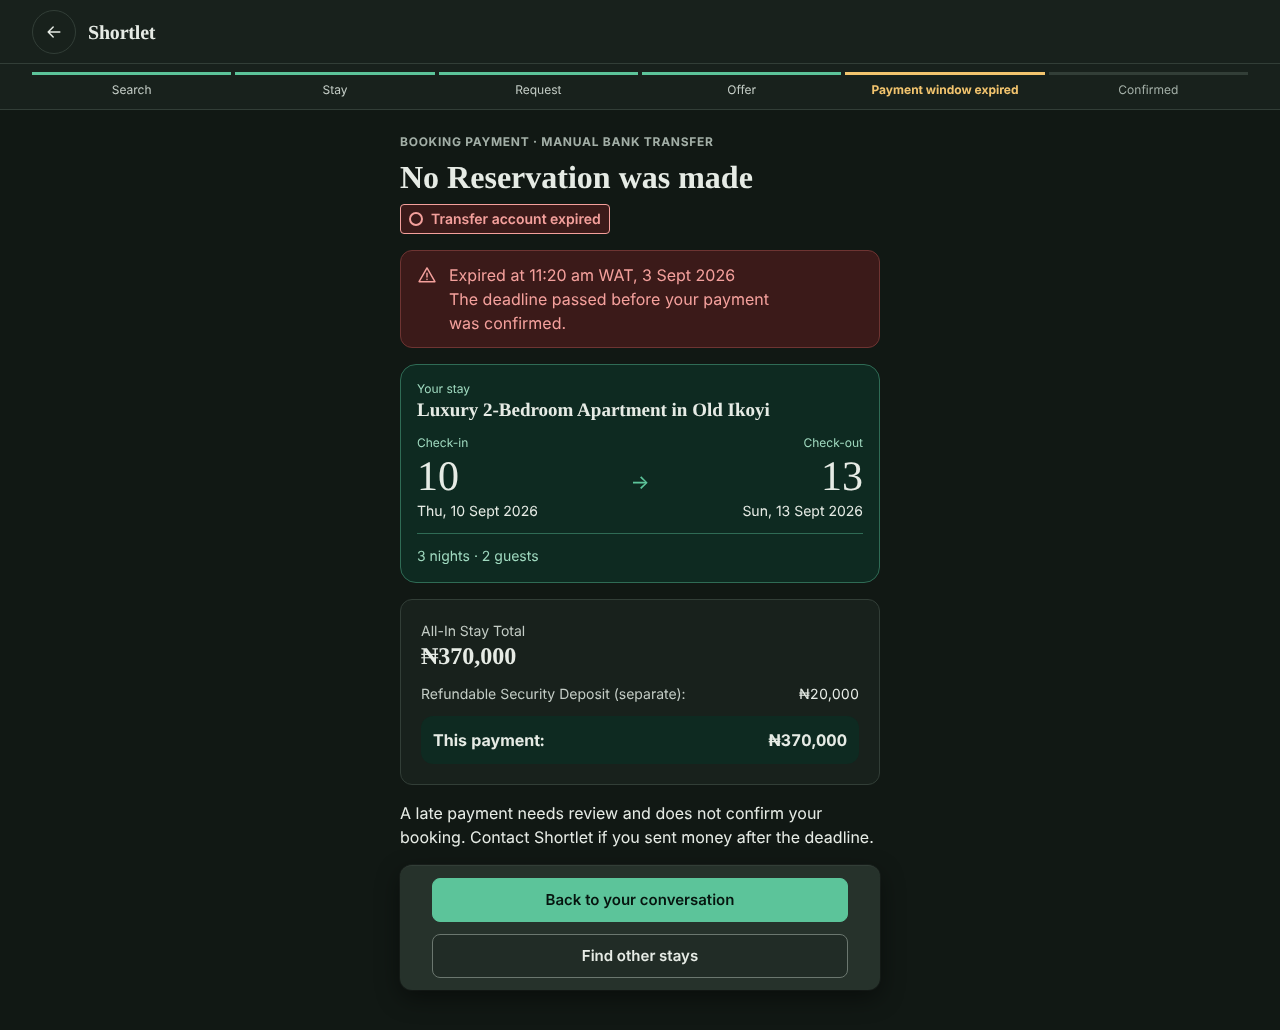 Shortlet
Search
Stay
Request
Offer
Payment window expired
Confirmed
BOOKING PAYMENT · MANUAL BANK TRANSFER
No Reservation was made
Transfer account expired
Expired at 11:20 am WAT, 3 Sept 2026
The deadline passed before your payment
was confirmed.
Your stay
Luxury 2-Bedroom Apartment in Old Ikoyi
Check-in
10
Thu, 10 Sept 2026
→
Check-out
13
Sun, 13 Sept 2026
3 nights · 2 guests
All-In Stay Total
₦370,000
Refundable Security Deposit (separate): ₦20,000
This payment: ₦370,000
A late payment needs review and does not confirm your
booking. Contact Shortlet if you sent money after the deadline.
Back to your conversation
Find other stays